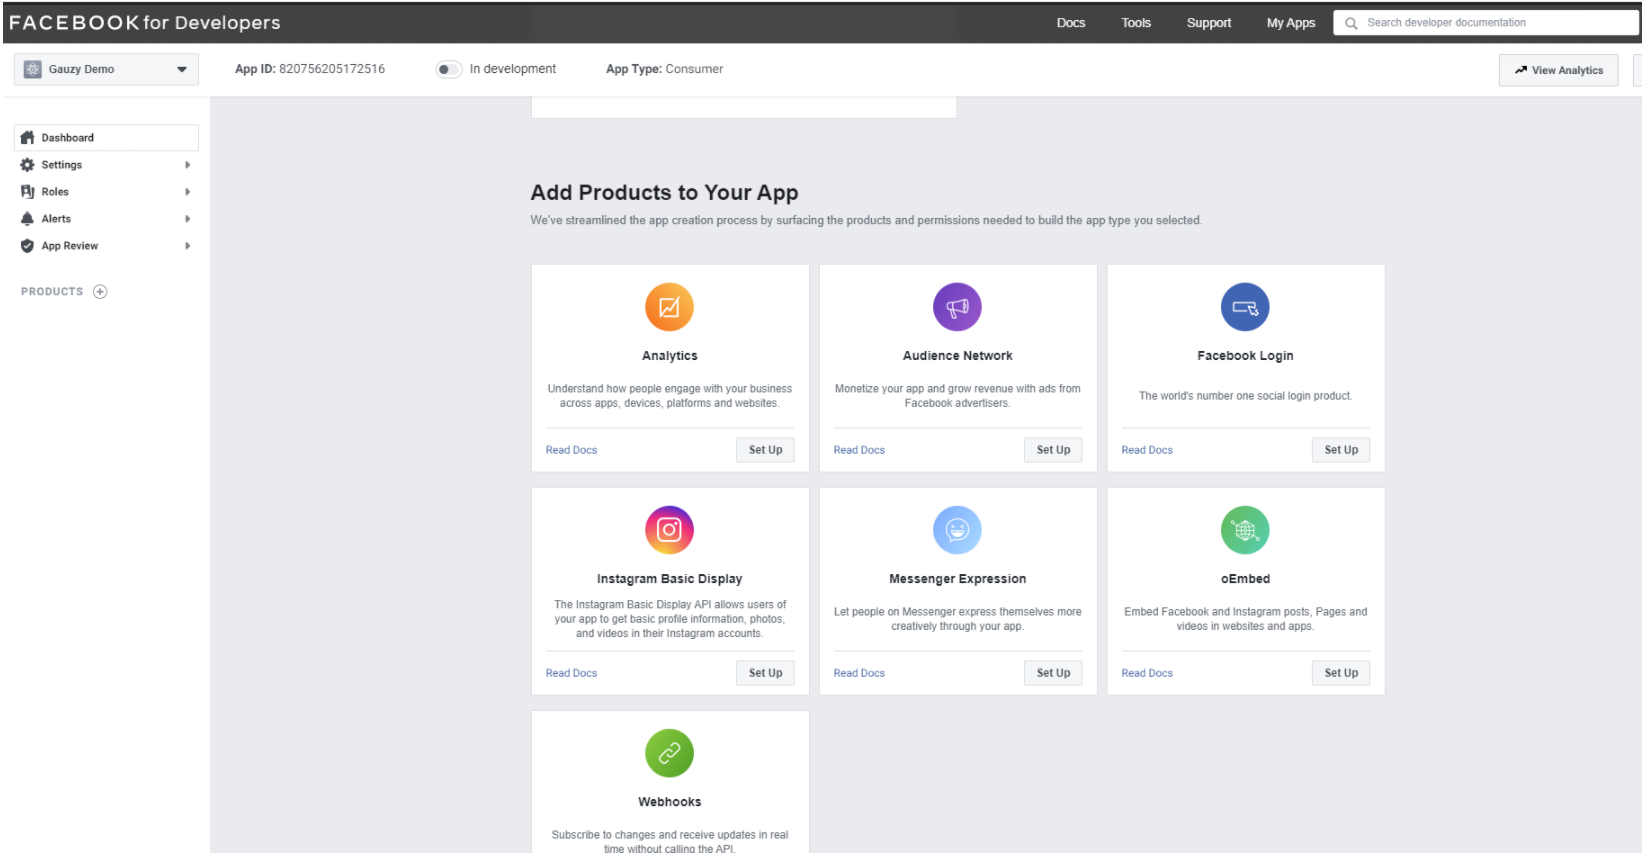 FACEBOOK for Developers
Docs Tools Support My Apps Search developer documentation
Gauzy Demo App ID: 820756205172516 In development App Type: Consumer View Analytics
Dashboard
Settings
Roles
Alerts
App Review
PRODUCTS
Add Products to Your App
We've streamlined the app creation process by surfacing the products and permissions needed to build the app type you selected.
Analytics
Understand how people engage with your business
across apps, devices, platforms and websites.
Read Docs Set Up
Audience Network
Monetize your app and grow revenue with ads from
Facebook advertisers.
Read Docs Set Up
Facebook Login
The world's number one social login product.
Read Docs Set Up
Instagram Basic Display
The Instagram Basic Display API allows users of
your app to get basic profile information, photos,
and videos in their Instagram accounts.
Read Docs Set Up
Messenger Expression
Let people on Messenger express themselves more
creatively through your app.
Read Docs Set Up
oEmbed
Embed Facebook and Instagram posts, Pages and
videos in websites and apps.
Read Docs Set Up
Webhooks
Subscribe to changes and receive updates in real
time without calling the API.